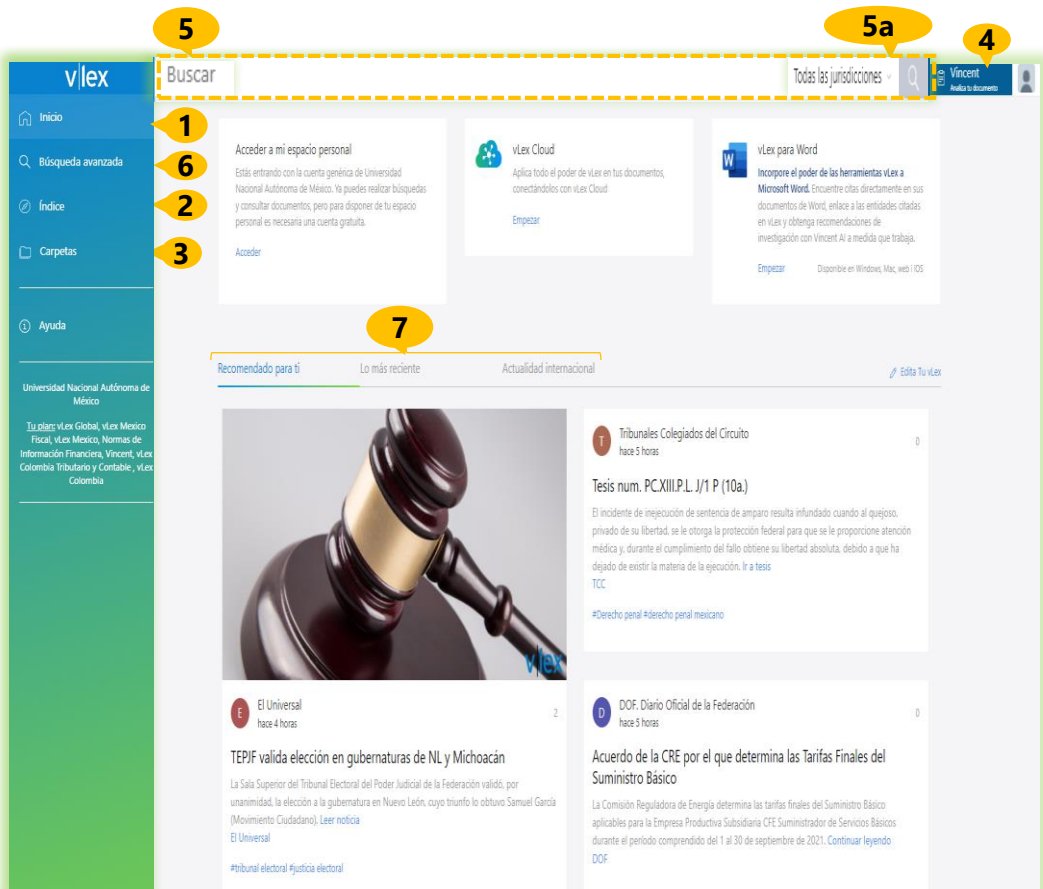 5
5a
4
v|lex
Buscar
Todas las jurisdicciones
Vincent
Analiza tu documento
Inicio
1
Búsqueda avanzada
6
Índice
2
Carpetas
3
Ayuda
Universidad Nacional Autónoma de
México
Tu plan: vLex Global, vLex Mexico
Fiscal, vLex Mexico, Normas de
Información Financiera, Vincent, vLex
Colombia Tributario y Contable , vLex
Colombia
Acceder a mi espacio personal
Estás entrando con la cuenta genérica de Universidad
Nacional Autónoma de México. Ya puedes realizar búsquedas
y consultar documentos, pero para disponer de tu espacio
personal es necesaria una cuenta gratuita.
Acceder
vLex Cloud
Aplica todo el poder de vLex en tus documentos,
conectándolos con vLex Cloud
Empezar
W
vLex para Word
Incorpore el poder de las herramientas vLex a
Microsoft Word. Encuentre citas directamente en sus
documentos de Word, enlace a las entidades citadas
en vLex y obtenga recomendaciones de
investigación con Vincent AI a medida que trabaja.
Empezar
Disponible en Windows, Mac, web i IOS
7
Recomendado para ti
Lo más reciente
Actualidad internacional
Edita Tu vLex
v|lex
E
El Universal
hace 4 horas
2
TEPJF valida elección en gubernaturas de NL y Michoacán
La Sala Superior del Tribunal Electoral del Poder Judicial de la Federación validó, por
unanimidad, la elección a la gubernatura en Nuevo León, cuyo triunfo lo obtuvo Samuel García
(Movimiento Ciudadano). Leer noticia
El Universal
#tribunal electoral #justicia electoral
T
Tribunales Colegiados del Circuito
hace 5 horas
0
Tesis num. PC.XIII.P.L. J/1 P (10a.)
El incidente de inejecución de sentencia de amparo resulta infundado cuando al quejoso,
privado de su libertad, se le otorga la protección federal para que se le proporcione atención
médica y, durante el cumplimiento del fallo obtiene su libertad absoluta, debido a que ha
dejado de existir la materia de la ejecución. Ir a tesis
TCC
#Derecho penal #derecho penal mexicano
D
DOF. Diario Oficial de la Federación
hace 5 horas
0
Acuerdo de la CRE por el que determina las Tarifas Finales del
Suministro Básico
La Comisión Reguladora de Energía determina las tarifas finales del Suministro Básico
aplicables para la Empresa Productiva Subsidiaria CFE Suministrador de Servicios Básicos
durante el periodo comprendido del 1 al 30 de septiembre de 2021. Continuar leyendo
DOF